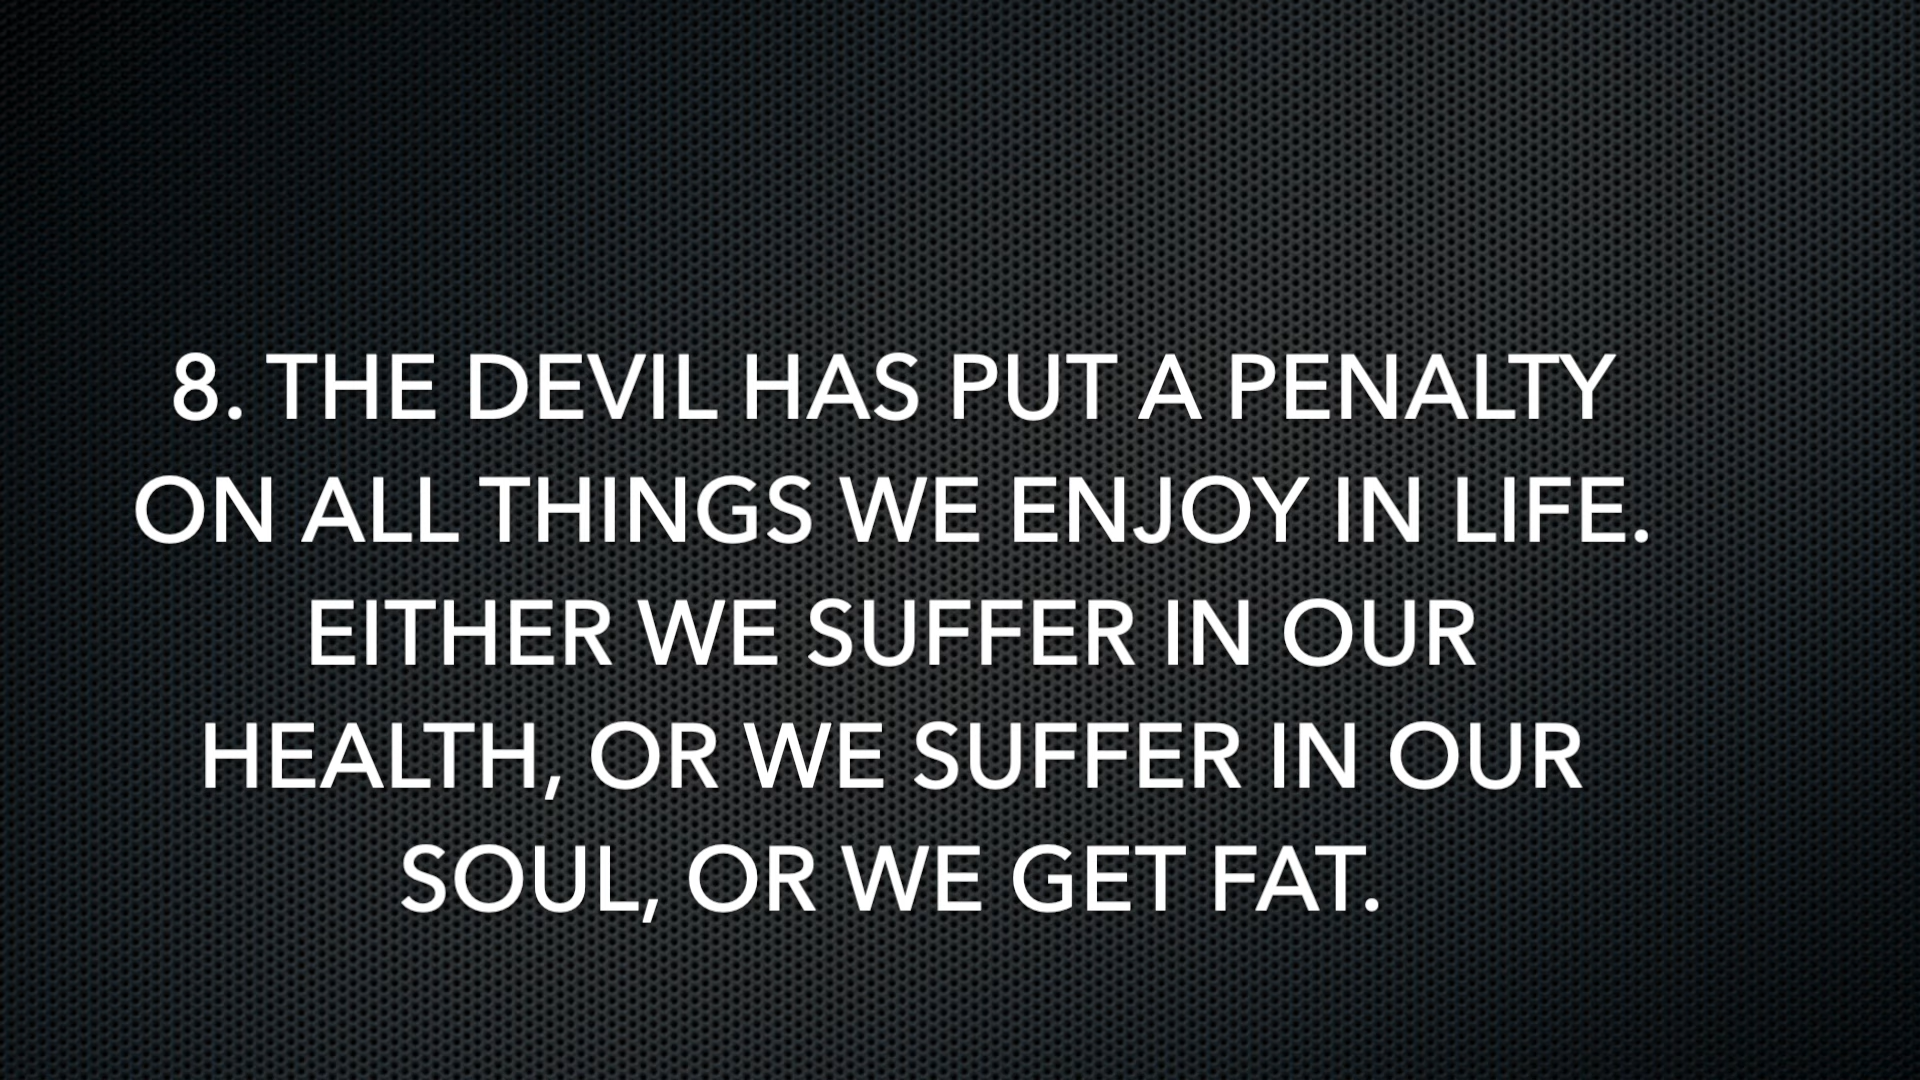 8. THE DEVIL HAS PUT A PENALTY
ON ALL THINGS WE ENJOY IN LIFE.
EITHER WE SUFFER IN OUR
HEALTH, OR WE SUFFER IN OUR
SOUL, OR WE GET FAT.